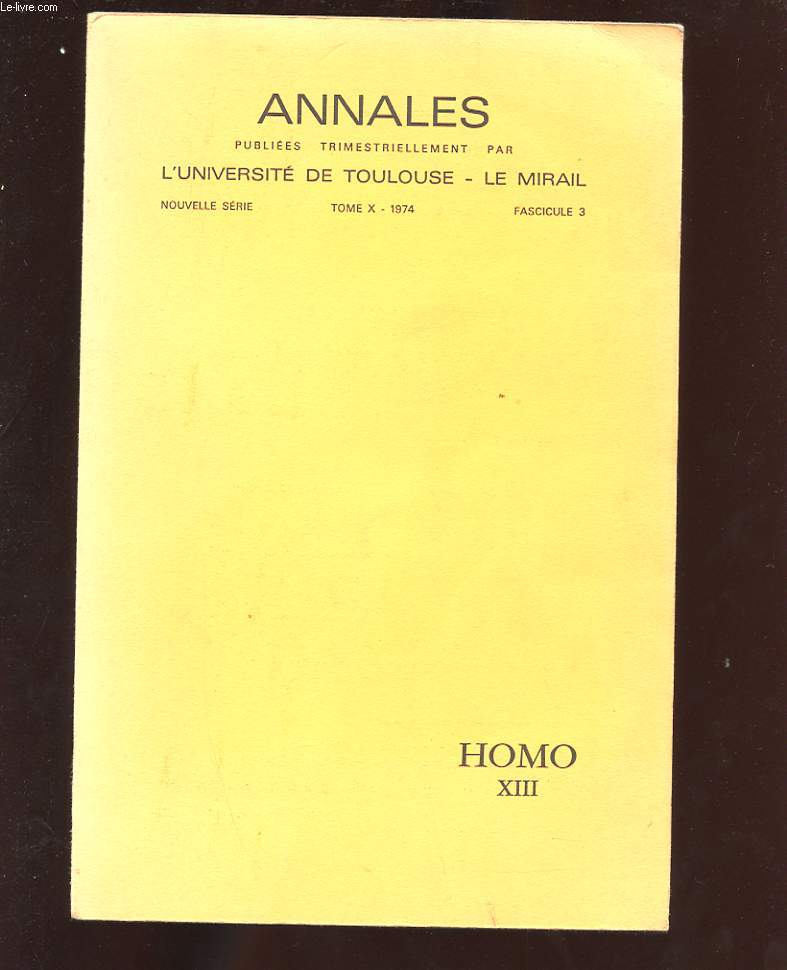 Le-livre.com
ANNALES
PUBLIÉES TRIMESTRIELLEMENT PAR
L'UNIVERSITÉ DE TOULOUSE - LE MIRAIL
NOUVELLE SÉRIE TOME X - 1974 FASCICULE 3
HOMO
XIII